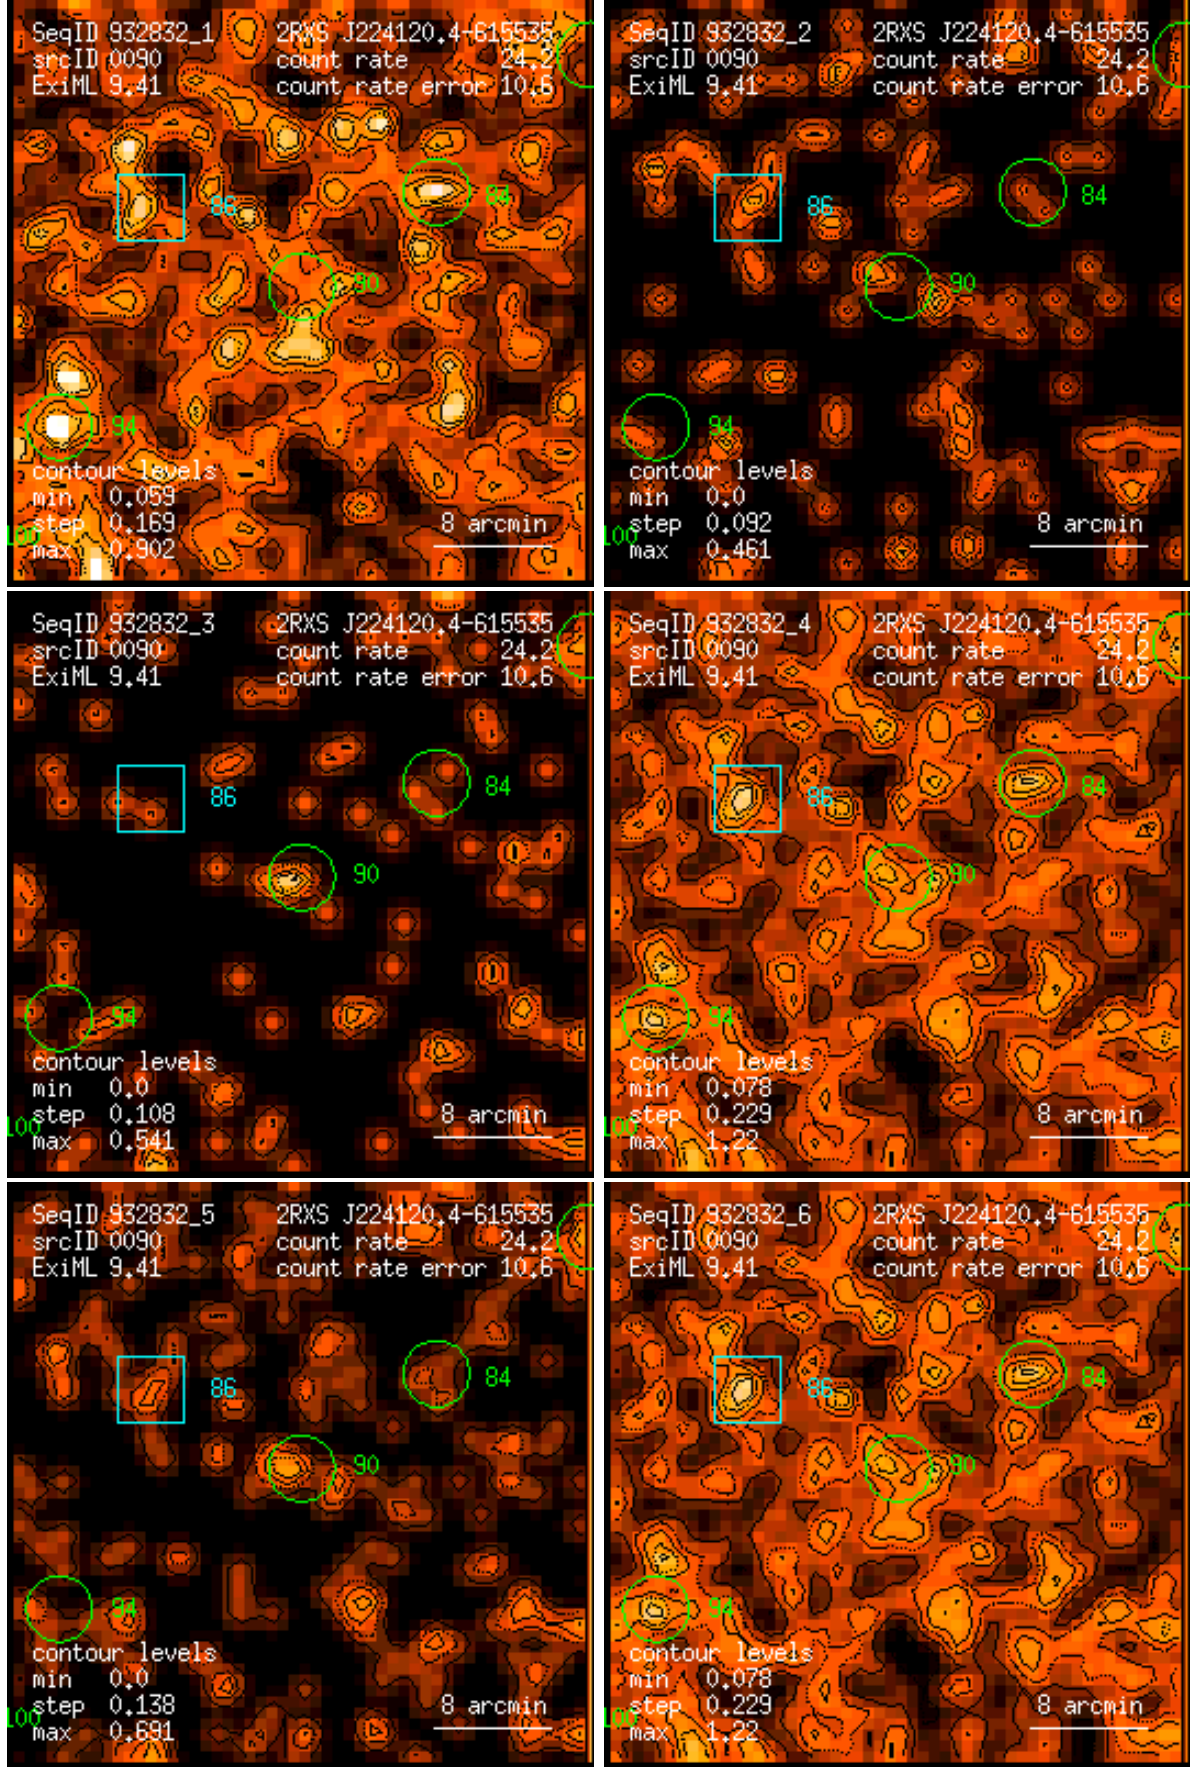 SeqID 932832_1 2RXS J224120.4-615535
srcID 0090 count rate 24.2
ExiML 9.41 count rate error 10.6
84
86
90
94
contour levels
min 0.059
step 0.169 8 arcmin
100
max 0.902
SeqID 932832_2 2RXS J224120.4-615535
srcID 0090 count rate 24.2
ExiML 9.41 count rate error 10.6
84
86
90
94
contour levels
min 0.0
step 0.092 8 arcmin
100
max 0.461
SeqID 932832_3 2RXS J224120.4-615535
srcID 0090 count rate 24.2
ExiML 9.41 count rate error 10.6
84
86
90
94
contour levels
min 0.0
step 0.108 8 arcmin
100
max 0.541
SeqID 932832_4 2RXS J224120.4-615535
srcID 0090 count rate 24.2
ExiML 9.41 count rate error 10.6
84
86
90
94
contour levels
min 0.078
step 0.229 8 arcmin
100
max 1.22
SeqID 932832_5 2RXS J224120.4-615535
srcID 0090 count rate 24.2
ExiML 9.41 count rate error 10.6
84
86
90
94
contour levels
min 0.0
step 0.138 8 arcmin
100
max 0.691
SeqID 932832_6 2RXS J224120.4-615535
srcID 0090 count rate 24.2
ExiML 9.41 count rate error 10.6
84
86
90
94
contour levels
min 0.078
step 0.229 8 arcmin
100
max 1.22